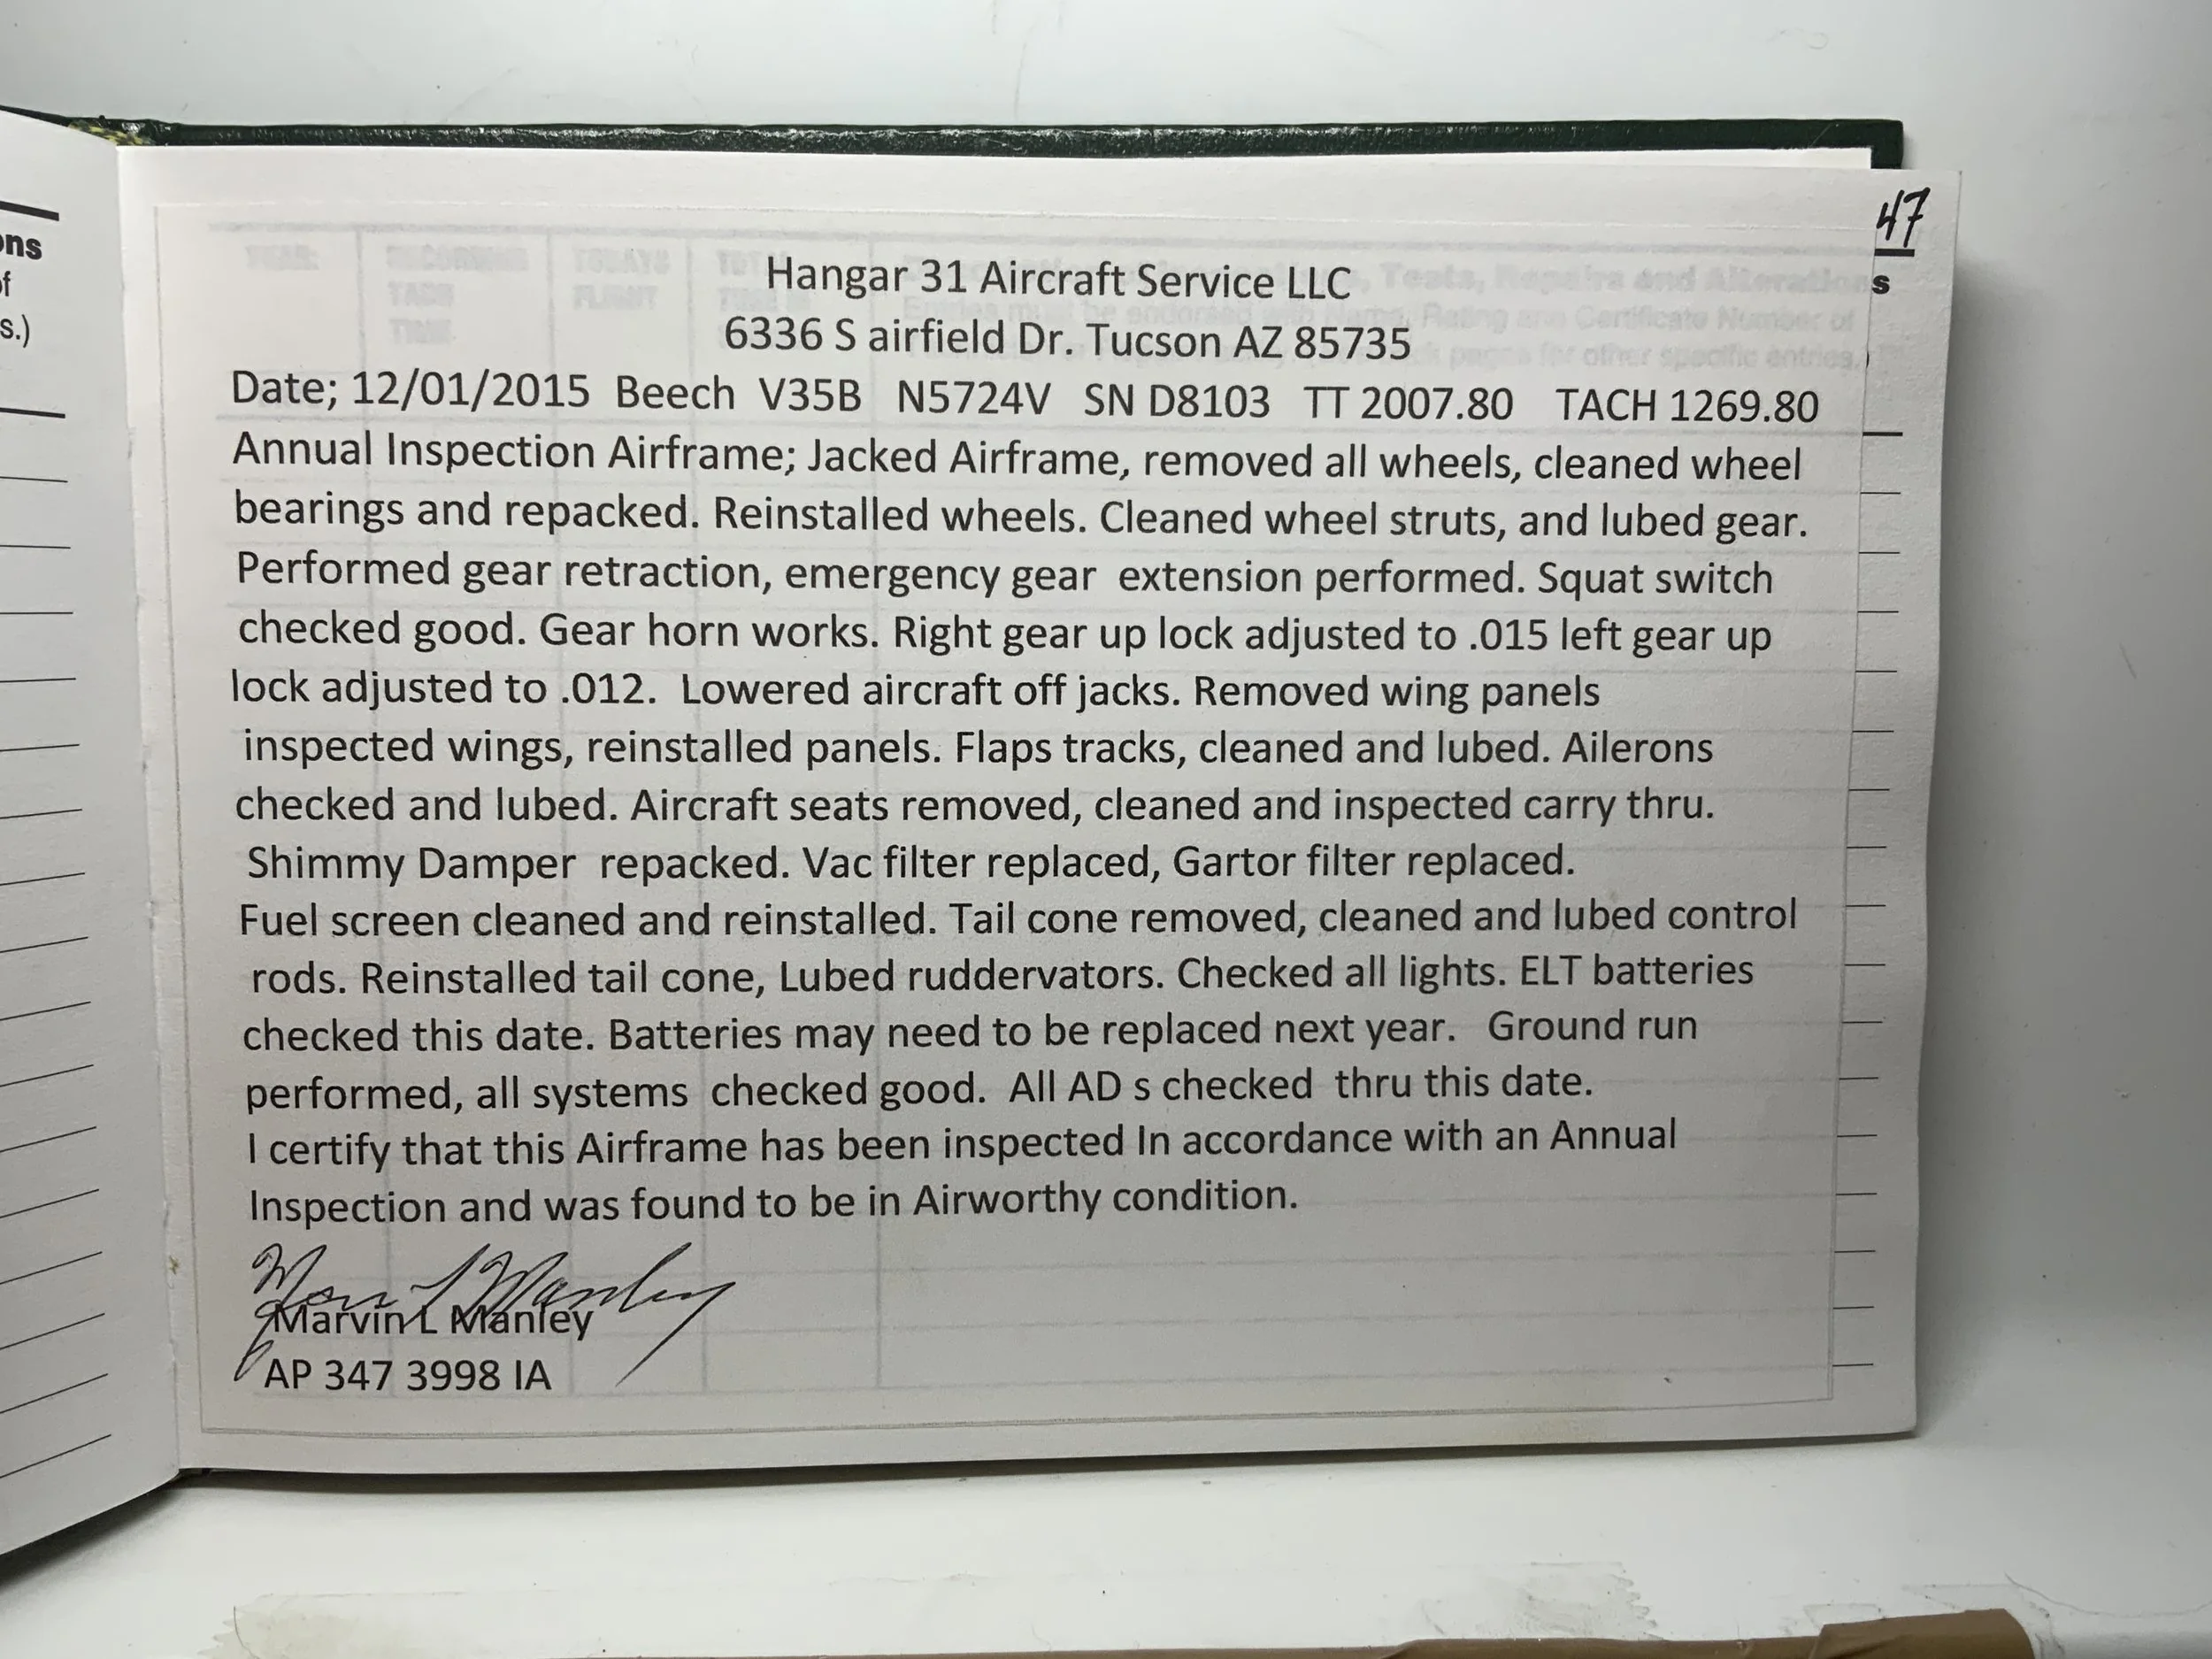 ns
f
s.)
47
s
YEAR: RECORDING TACH TIME TODAYS FLIGHT
Hangar 31 Aircraft Service LLC
6336 S airfield Dr. Tucson AZ 85735
Date; 12/01/2015 Beech V35B N5724V SN D8103 TT 2007.80 TACH 1269.80
Annual Inspection Airframe; Jacked Airframe, removed all wheels, cleaned wheel
bearings and repacked. Reinstalled wheels. Cleaned wheel struts, and lubed gear.
Performed gear retraction, emergency gear extension performed. Squat switch
checked good. Gear horn works. Right gear up lock adjusted to .015 left gear up
lock adjusted to .012. Lowered aircraft off jacks. Removed wing panels
inspected wings, reinstalled panels. Flaps tracks, cleaned and lubed. Ailerons
checked and lubed. Aircraft seats removed, cleaned and inspected carry thru.
Shimmy Damper repacked. Vac filter replaced, Gartor filter replaced.
Fuel screen cleaned and reinstalled. Tail cone removed, cleaned and lubed control
rods. Reinstalled tail cone, Lubed ruddervators. Checked all lights. ELT batteries
checked this date. Batteries may need to be replaced next year. Ground run
performed, all systems checked good. All AD s checked thru this date.
I certify that this Airframe has been inspected In accordance with an Annual
Inspection and was found to be in Airworthy condition.
Marvin L Manley
AP 347 3998 IA